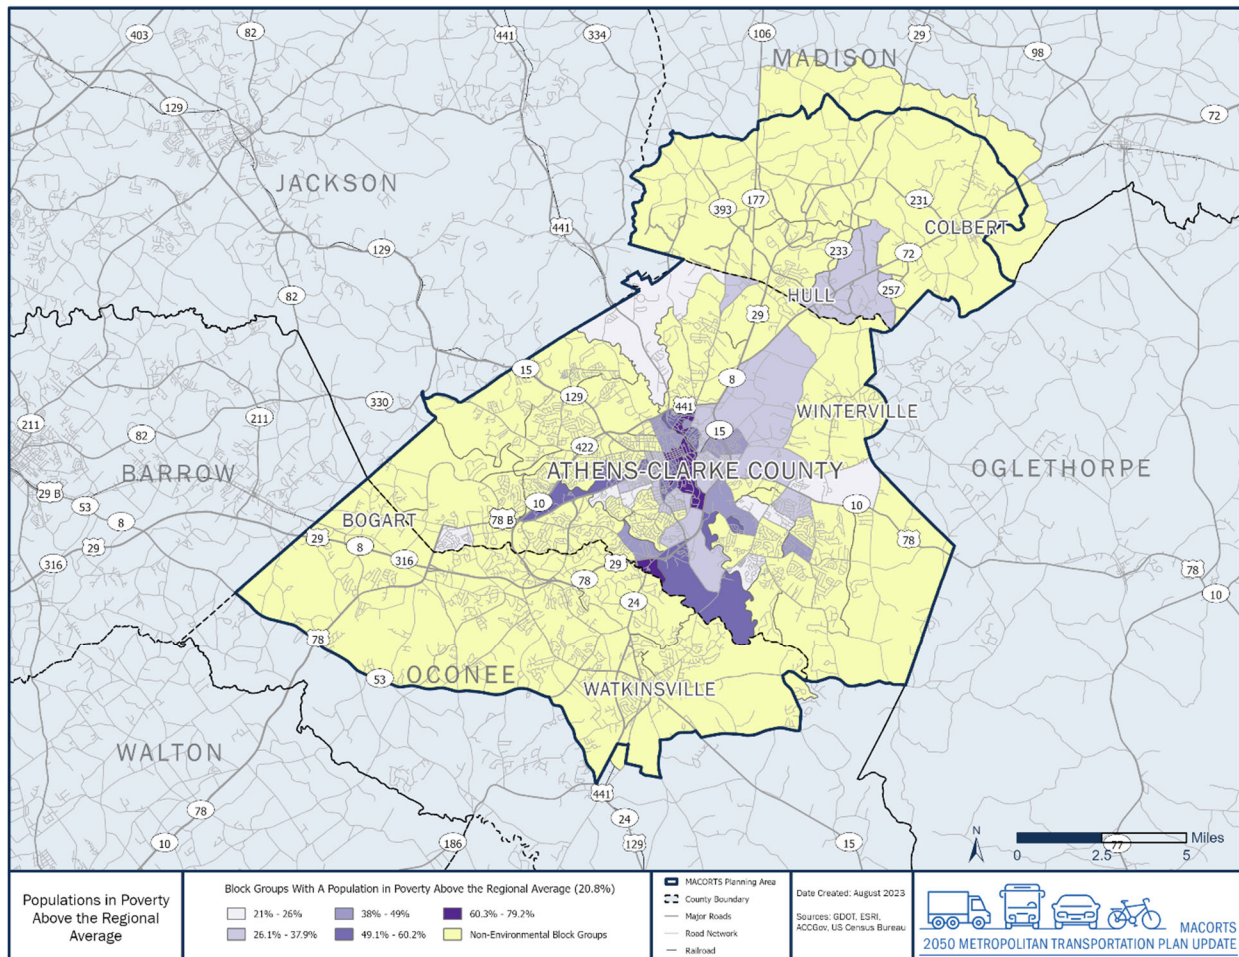 403
82
441
334
106
29
98
MADISON
129
72
JACKSON
393
177
231
COLBERT
441
129
233
72
82
HULL
257
29
15
8
129
330
441
WINTERVILLE
211
211
82
15
422
ATHENS-CLARKE COUNTY
OGLETHORPE
BARROW
29 B
53
10
10
8
BOGART
78 B
29
29
8
78
316
316
29
78
78
10
24
78
53
OCONEE
WATKINSVILLE
WALTON
441
78
24
N
Miles
10
186
129
15
77
0
2.5
5
Populations in Poverty
Above the Regional
Average
Block Groups With A Population in Poverty Above the Regional Average (20.8%)
21% - 26%
38% - 49%
60.3% - 79.2%
26.1% - 37.9%
49.1% - 60.2%
Non-Environmental Block Groups
MACORTS Planning Area
County Boundary
Major Roads
Road Network
Railroad
Date Created: August 2023
Sources: GDOT, ESRI,
ACCGov, US Census Bureau
MACORTS
2050 METROPOLITAN TRANSPORTATION PLAN UPDATE